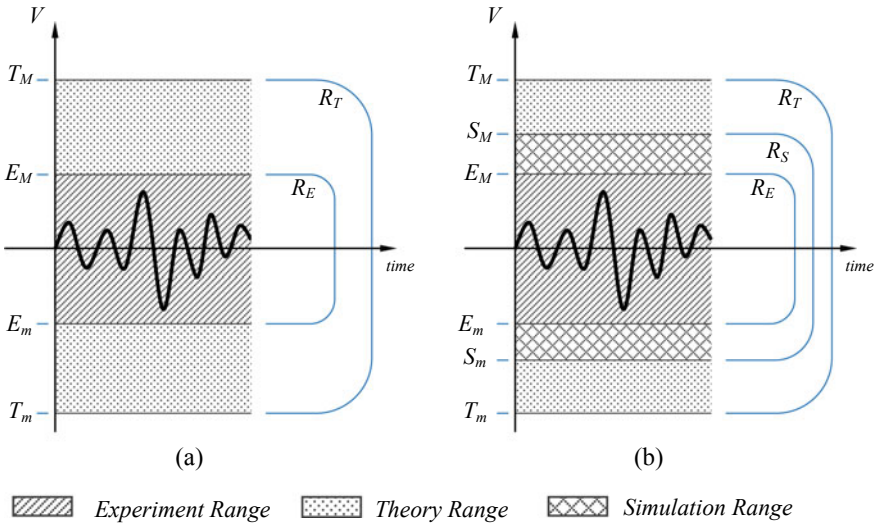 V
T_M
R_T
E_M
R_E
time
E_m
T_m
(a)
V
T_M
R_T
S_M
R_S
E_M
R_E
time
E_m
S_m
T_m
(b)
Experiment Range
Theory Range
Simulation Range